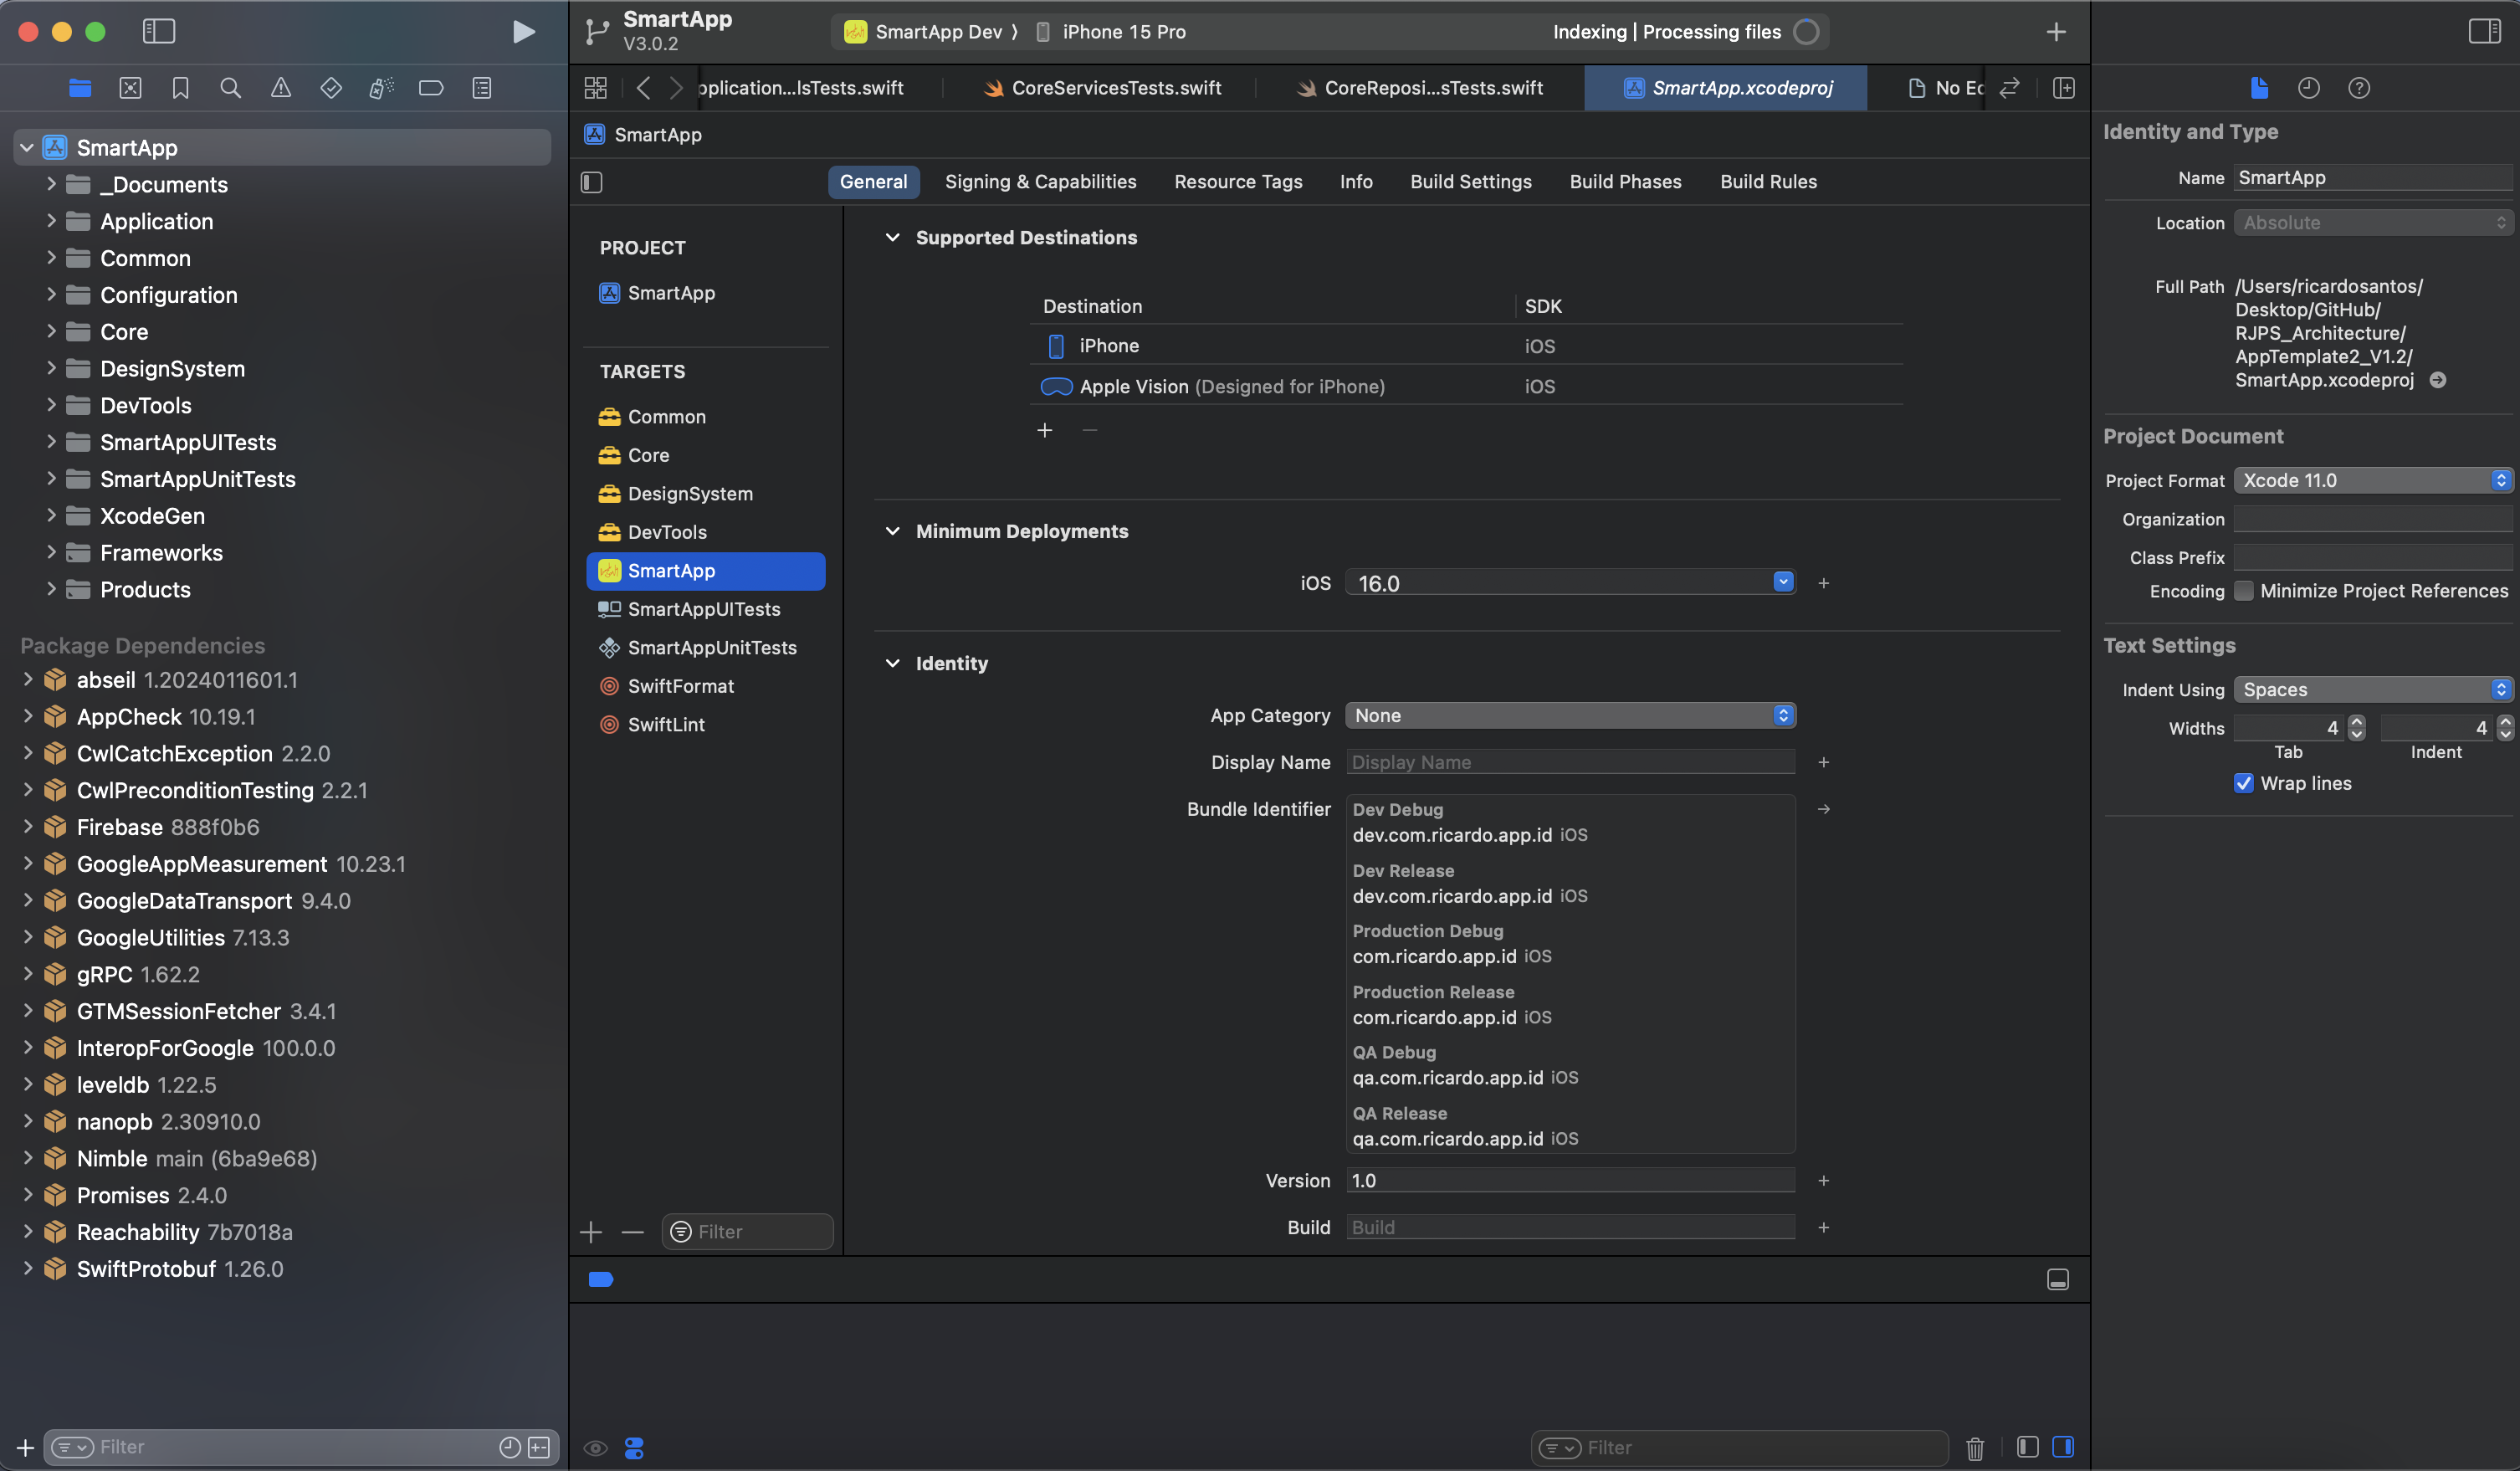 SmartApp
_Documents
Application
Common
Configuration
Core
DesignSystem
DevTools
SmartAppUITests
SmartAppUnitTests
XcodeGen
Frameworks
Products
Package Dependencies
abseil 1.2024011601.1
AppCheck 10.19.1
CwlCatchException 2.2.0
CwlPreconditionTesting 2.2.1
Firebase 888f0b6
GoogleAppMeasurement 10.23.1
GoogleDataTransport 9.4.0
GoogleUtilities 7.13.3
gRPC 1.62.2
GTMSessionFetcher 3.4.1
InteropForGoogle 100.0.0
leveldb 1.22.5
nanopb 2.30910.0
Nimble main (6ba9e68)
Promises 2.4.0
Reachability 7b7018a
SwiftProtobuf 1.26.0
Filter
SmartApp
V3.0.2
SmartApp Dev ⟩ iPhone 15 Pro
Indexing | Processing files
pplication...lsTests.swift
CoreServicesTests.swift
CoreReposi...sTests.swift
SmartApp.xcodeproj
No Ed
SmartApp
General Signing & Capabilities Resource Tags Info Build Settings Build Phases Build Rules
PROJECT
SmartApp
TARGETS
Common
Core
DesignSystem
DevTools
SmartApp
SmartAppUITests
SmartAppUnitTests
SwiftFormat
SwiftLint
Filter
Supported Destinations
Destination SDK
iPhone iOS
Apple Vision (Designed for iPhone) iOS
Minimum Deployments
iOS 16.0
Identity
App Category None
Display Name Display Name
Bundle Identifier
Dev Debug
dev.com.ricardo.app.id iOS
Dev Release
dev.com.ricardo.app.id iOS
Production Debug
com.ricardo.app.id iOS
Production Release
com.ricardo.app.id iOS
QA Debug
qa.com.ricardo.app.id iOS
QA Release
qa.com.ricardo.app.id iOS
Version 1.0
Build Build
Filter
Identity and Type
Name SmartApp
Location Absolute
Full Path /Users/ricardosantos/
Desktop/GitHub/
RJPS_Architecture/
AppTemplate2_V1.2/
SmartApp.xcodeproj
Project Document
Project Format Xcode 11.0
Organization
Class Prefix
Encoding Minimize Project References
Text Settings
Indent Using Spaces
Widths 4 4
Tab Indent
Wrap lines